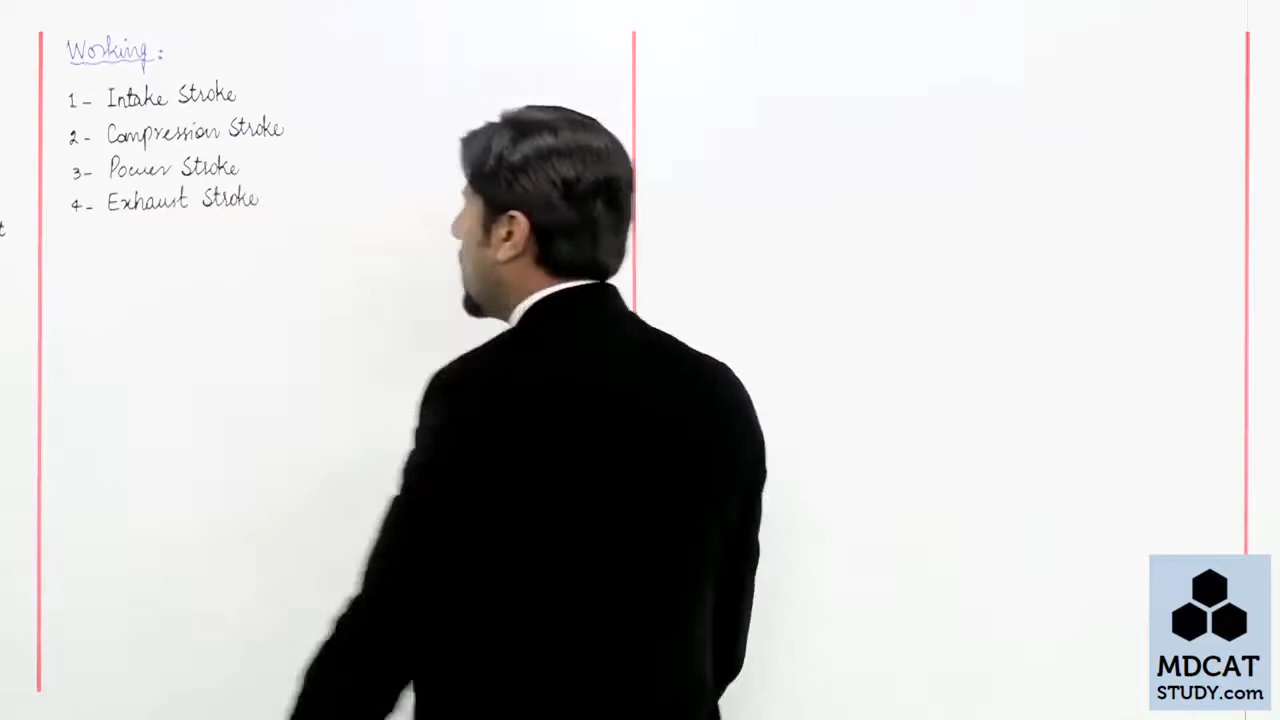 Working:
1- Intake Stroke
2- Compression Stroke
3- Power Stroke
4- Exhaust Stroke
t
MDCAT
STUDY.com